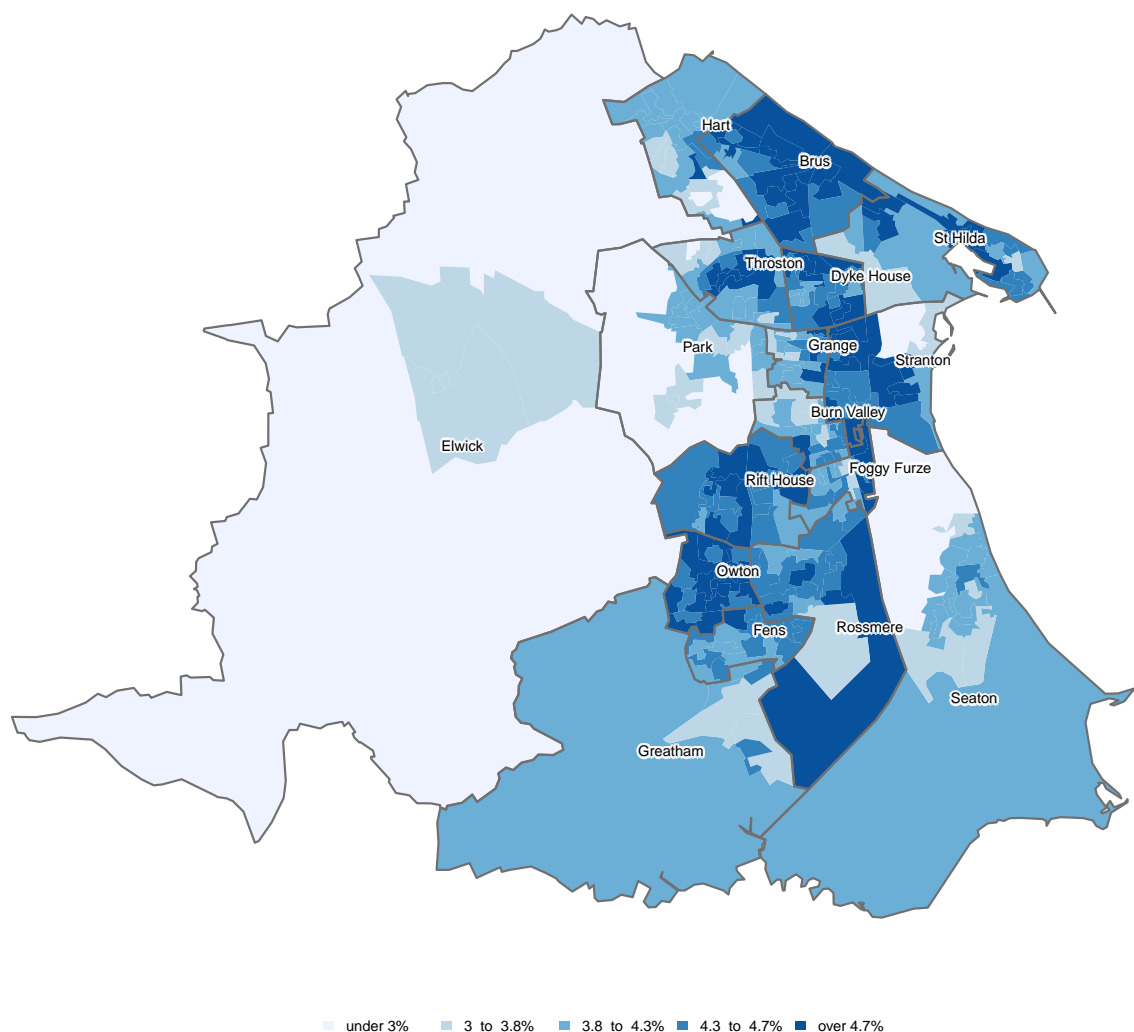 Hart
Brus
St Hilda
Throston
Dyke House
Park
Grange
Stranton
Burn Valley
Elwick
Foggy Furze
Rift House
Owton
Fens
Rossmere
Seaton
Greatham
under 3% 3 to 3.8% 3.8 to 4.3% 4.3 to 4.7% over 4.7%